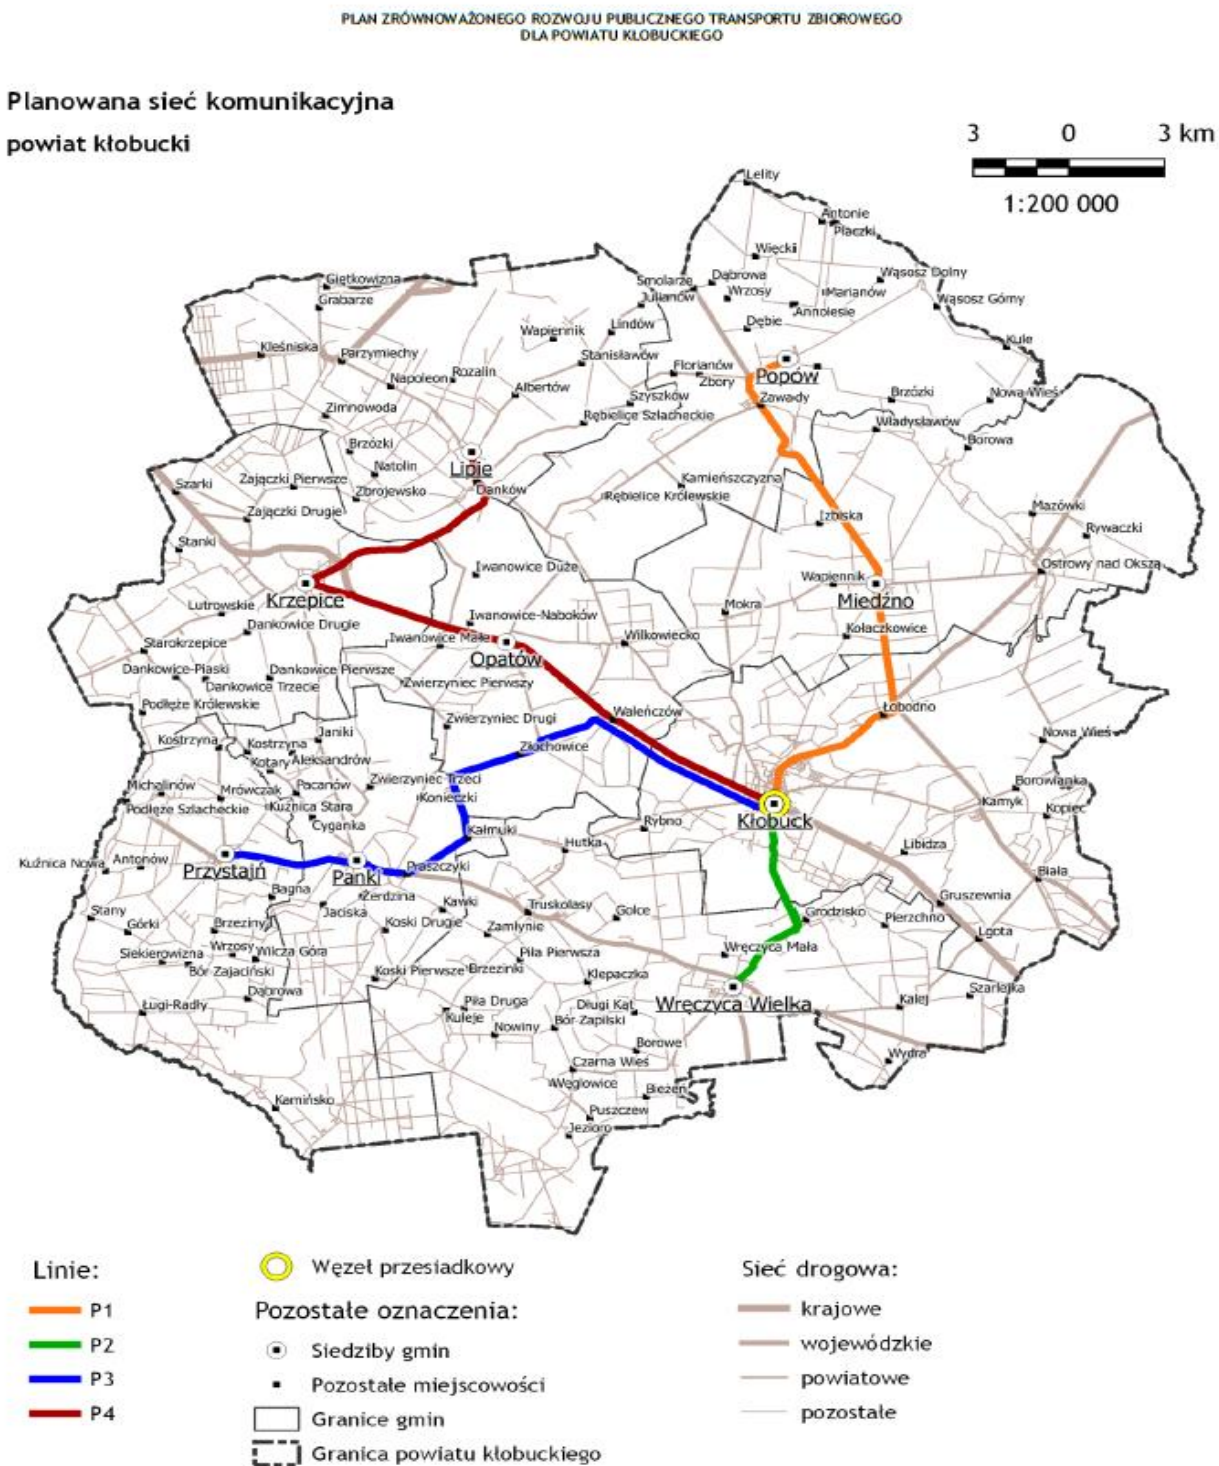 PLAN ZRÓWNOWAŻONEGO ROZWOJU PUBLICZNEGO TRANSPORTU ZBIOROWEGO
DLA POWIATU KŁOBUCKIEGO
Planowana sieć komunikacyjna
powiat kłobucki
3 0 3 km
1:200 000
Lelity
Antonie
Płaczki
Więcki
Giętkowizna
Smolarze
Dąbrowa
Wąsosz Dolny
Grabarze
Julianów
Wrzosy
Marianów
Wąsosz Górny
Annolesie
Wapiennik
Lindów
Dębie
Kule
Kleśniska
Parzymiechy
Stanisławów
Florianów
Popów
Napoleon
Rozalin
Zbory
Albertów
Szyszków
Zawady
Brzózki
Nowa Wieś
Zimnowoda
Rębielice Szlacheckie
Władysławów
Borowa
Brzózki
Lipie
Natolin
Szarki
Zajączki Pierwsze
Zbrojewsko
Danków
Kamieńszczyzna
Rębielice Królewskie
Zajączki Drugie
Izbiska
Mazówki
Rywaczki
Stanki
Iwanowice Duże
Wapiennik
Ostrowy nad Okszą
Krzepice
Miedźno
Lutrowskie
Mokra
Dankowice Drugie
Iwanowice-Naboków
Kołaczkowice
Starokrzepice
Iwanowice Małe
Wilkowiecko
Opatów
Dankowice-Piaski
Dankowice Pierwsze
Dankowice Trzecie
Zwierzyniec Pierwszy
Podłęże Królewskie
Waleńczów
Łobodno
Zwierzyniec Drugi
Kostrzyna
Janiki
Nowa Wieś
Kostrzyna
Złochowice
Kotary
Aleksandrów
Michalinów
Mrówczak
Pacanów
Zwierzyniec Trzeci
Borowianka
Podłęże Szlacheckie
Kuźnica Stara
Konieczki
Kamyk
Kopiec
Cyganka
Rybno
Kłobuck
Kałmuki
Hutka
Libidza
Kuźnica Nowa
Antonów
Przystajń
Panki
Praszczyki
Biała
Bagna
Żerdzina
Gruszewnia
Stany
Jaciska
Kawki
Truskolasy
Golce
Grodzisko
Pierzchno
Górki
Brzeziny
Koski Drugie
Zamłynie
Lgota
Siekierowizna
Wrzosy
Wilcza Góra
Piła Pierwsza
Wręczyca Mała
Bór Zajaciński
Koski Pierwsze
Brzezinki
Klepaczka
Dąbrowa
Szarlejka
Ługi-Radły
Piła Druga
Długi Kąt
Wręczyca Wielka
Kalej
Kuleje
Nowiny
Bór-Zapilski
Borowe
Czarna Wieś
Wydra
Węglowice
Bieżeń
Kamińsko
Puszczew
Jezioro
Linie:
P1
P2
P3
P4
Węzeł przesiadkowy
Pozostałe oznaczenia:
Siedziby gmin
Pozostałe miejscowości
Granice gmin
Granica powiatu kłobuckiego
Sieć drogowa:
krajowe
wojewódzkie
powiatowe
pozostałe